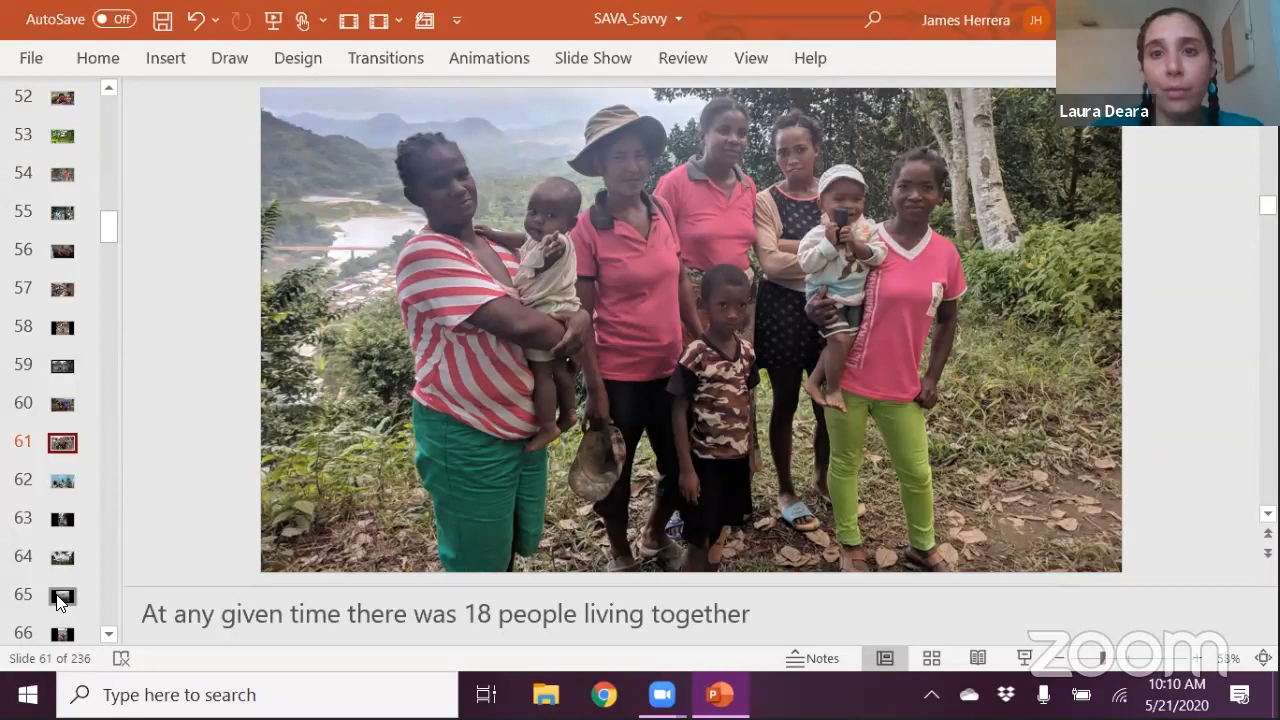 AutoSave Off SAVA_Savvy James Herrera JH
File Home Insert Draw Design Transitions Animations Slide Show Review View Help
Laura Deara
52
53
54
55
56
57
58
59
60
61
62
63
64
65
66
At any given time there was 18 people living together
Slide 61 of 236 Notes 53%
zoom
Type here to search
10:10 AM
5/21/2020